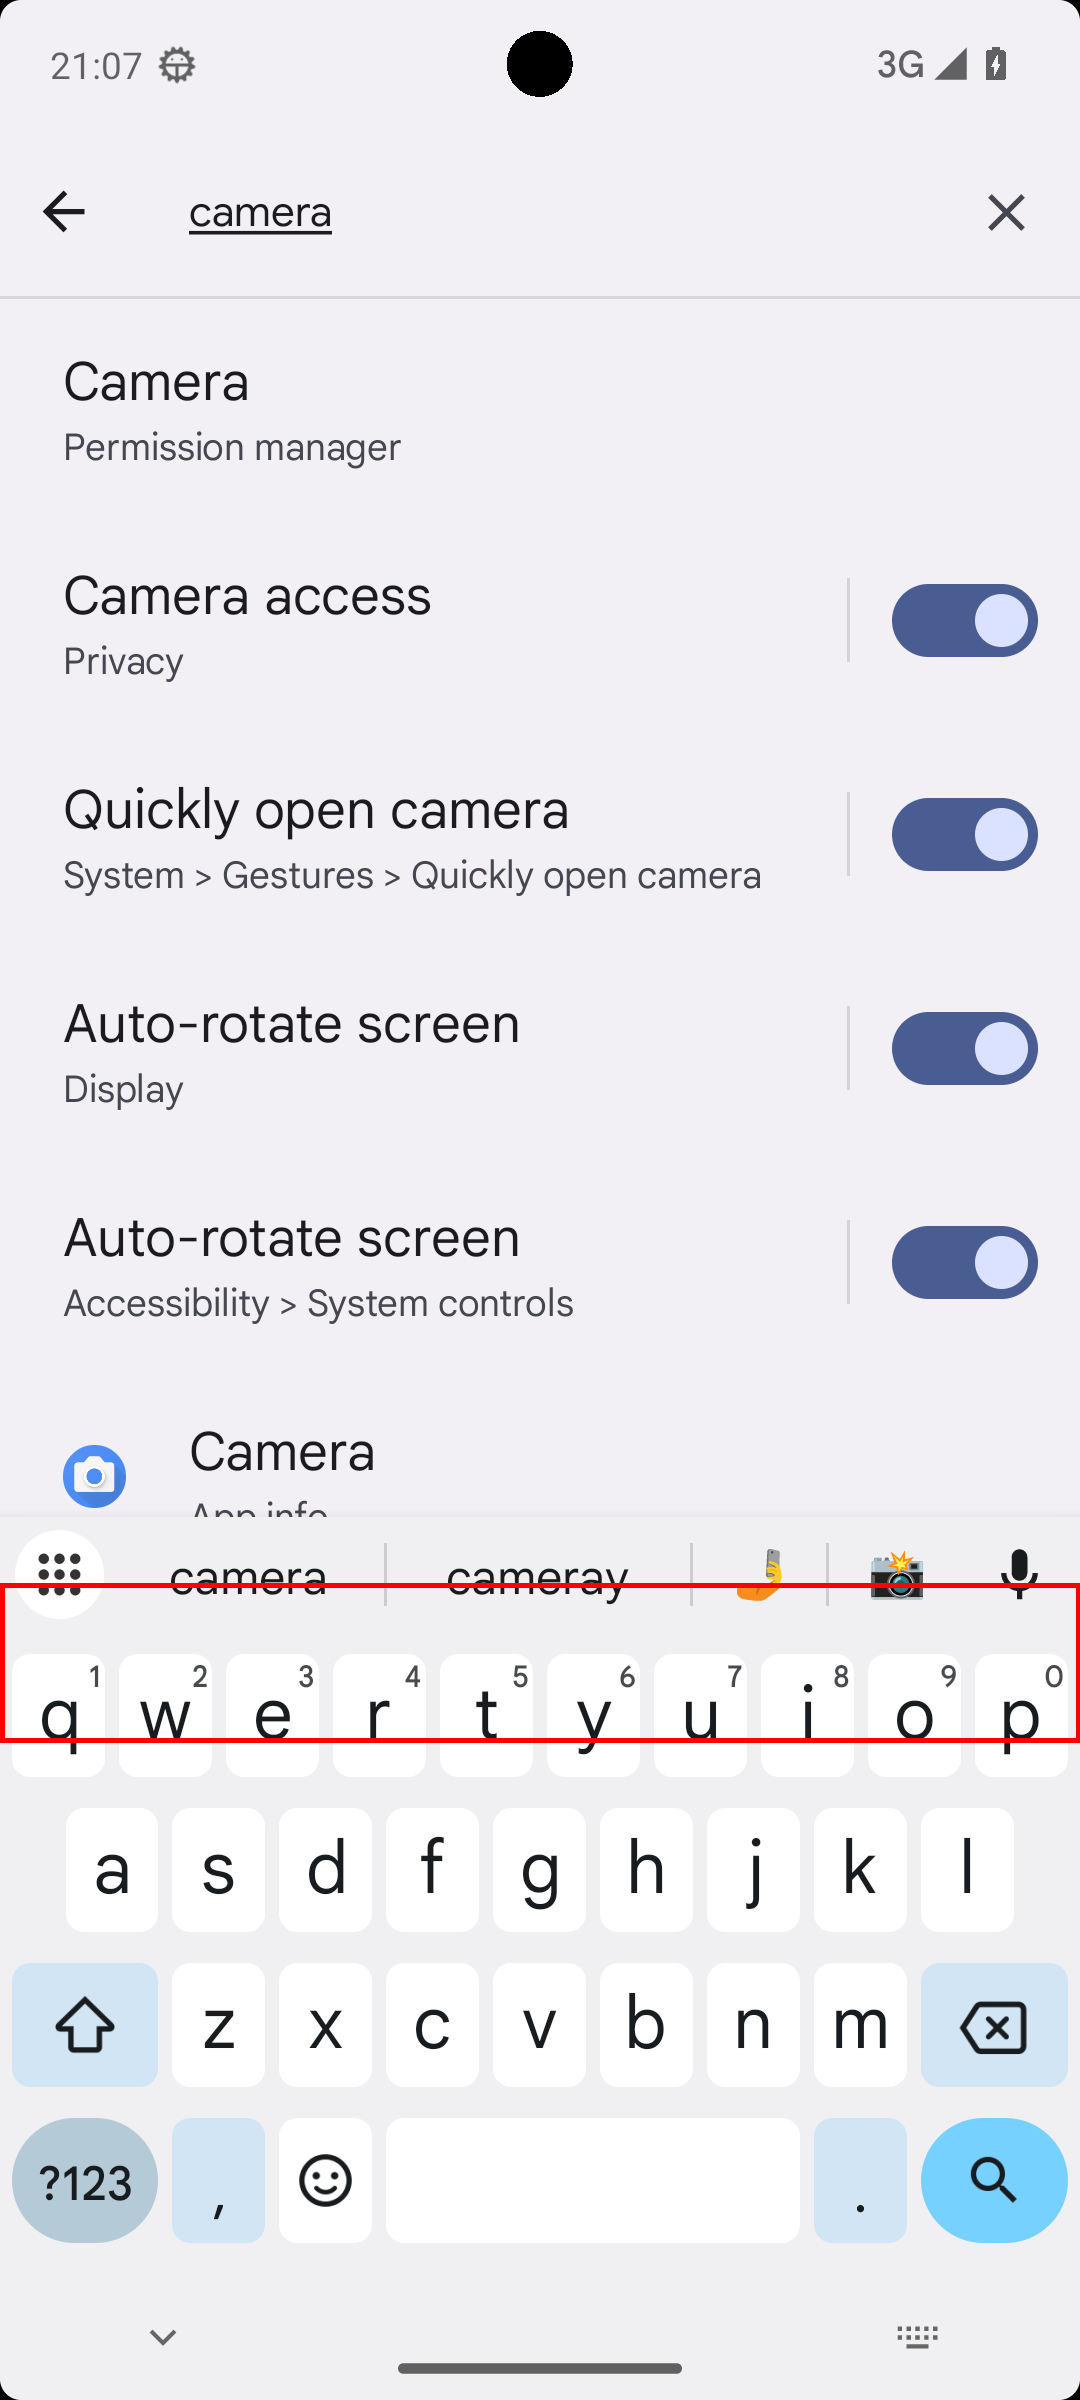 21:07 3G
camera
Camera
Permission manager
Camera access
Privacy
Quickly open camera
System > Gestures > Quickly open camera
Auto-rotate screen
Display
Auto-rotate screen
Accessibility > System controls
Camera
App info
camera cameray
q1 w2 e3 r4 t5 y6 u7 i8 o9 p0
a s d f g h j k l
z x c v b n m
?123 , .